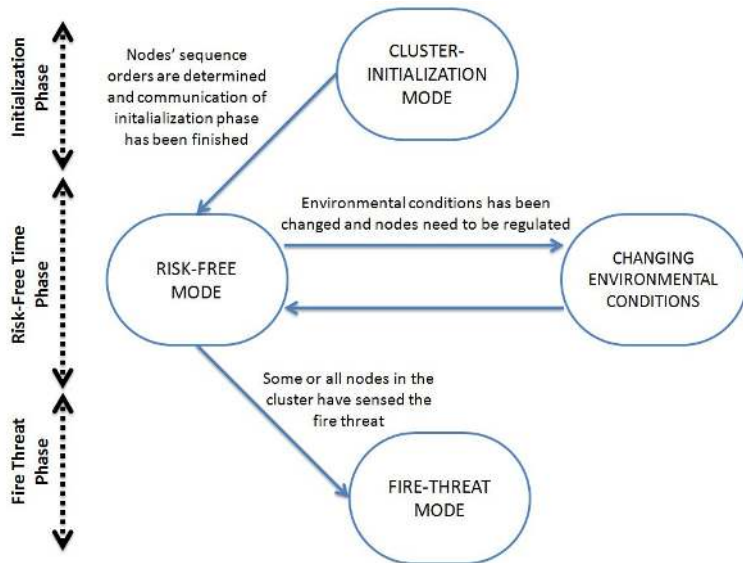 Initialization
Phase
Nodes' sequence
orders are determined
and communication of
initalialization phase
has been finished
CLUSTER-
INITIALIZATION
MODE
Risk-Free Time
Phase
Environmental conditions has been
changed and nodes need to be regulated
RISK-FREE
MODE
CHANGING
ENVIRONMENTAL
CONDITIONS
Fire Threat
Phase
Some or all nodes in the
cluster have sensed the
fire threat
FIRE-THREAT
MODE